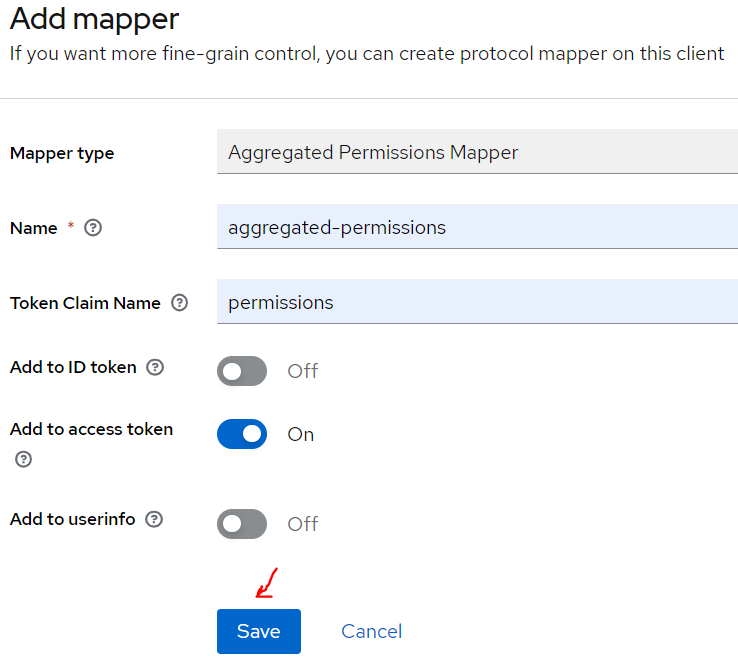 Add mapper
If you want more fine-grain control, you can create protocol mapper on this client
Mapper type
Aggregated Permissions Mapper
Name * ?
aggregated-permissions
Token Claim Name ?
permissions
Add to ID token ?
Off
Add to access token
?
On
Add to userinfo ?
Off
Save Cancel